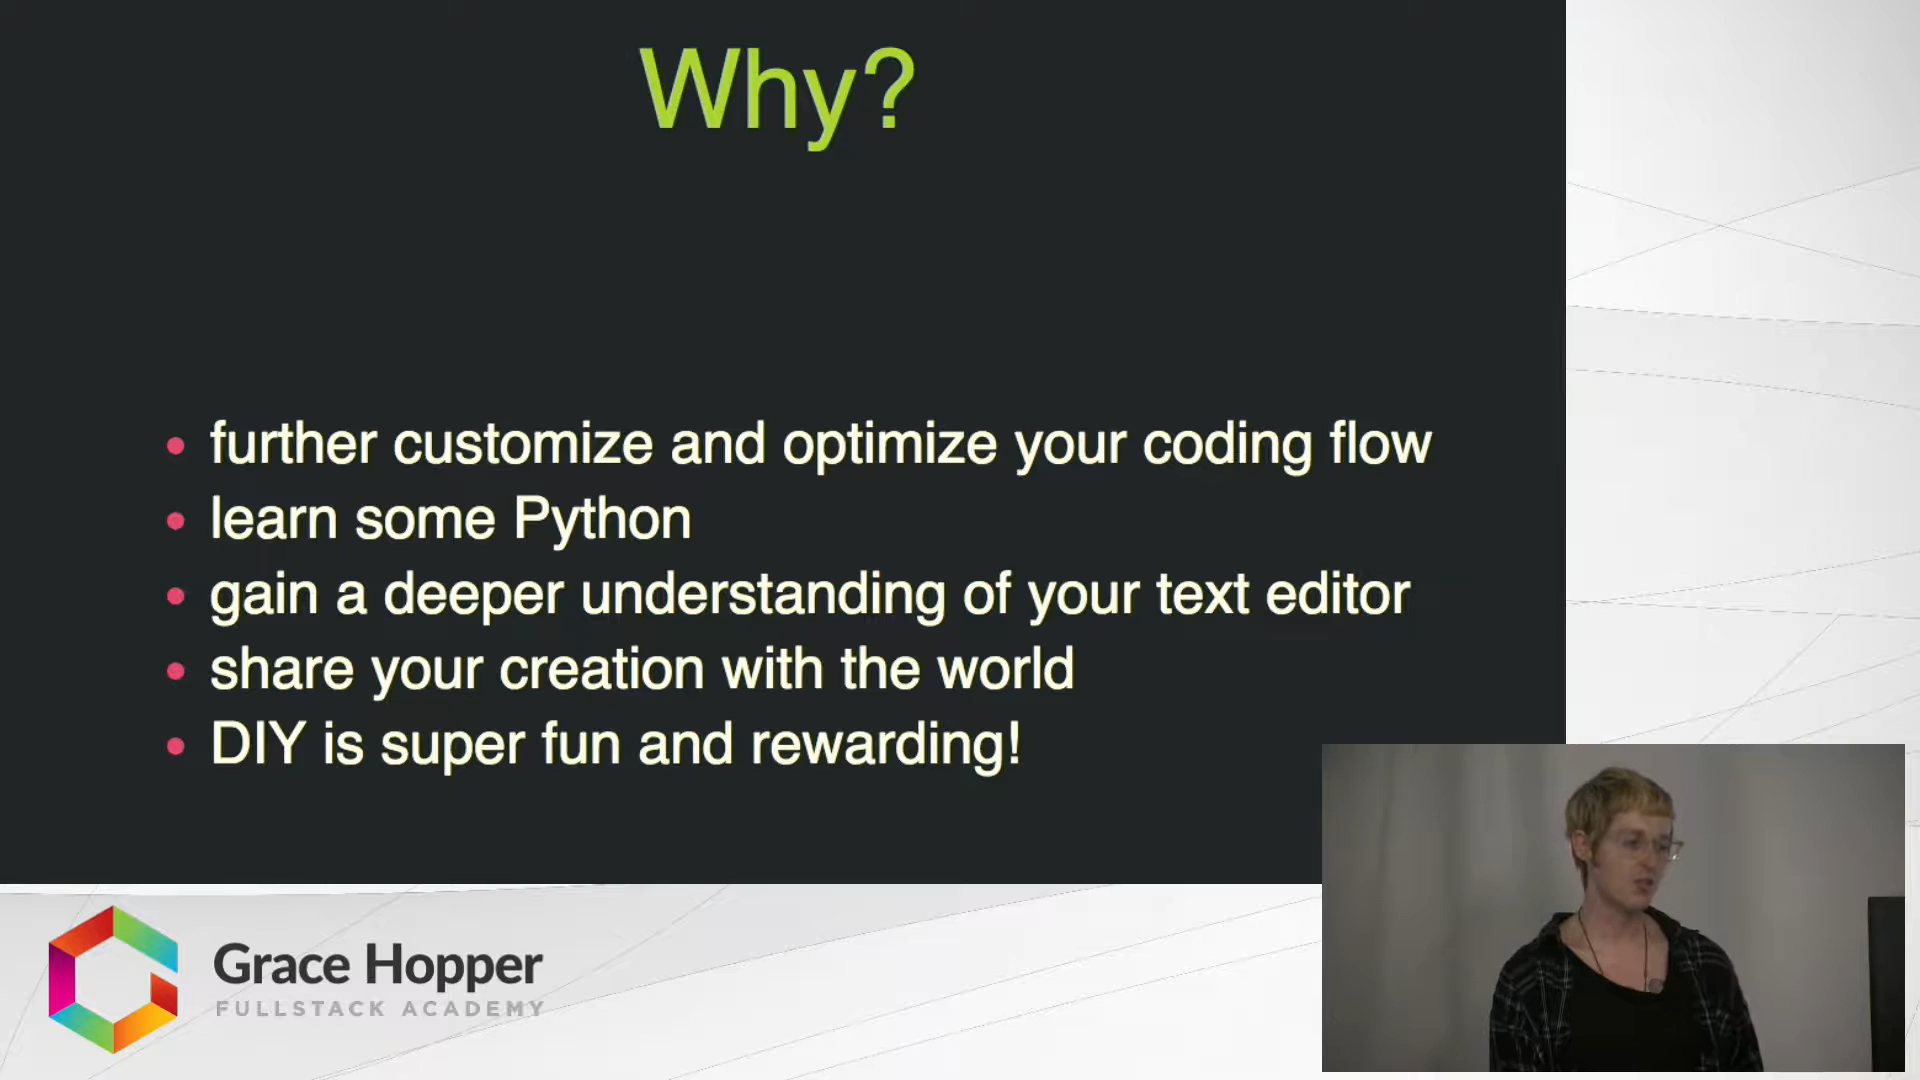 Why?
further customize and optimize your coding flow
learn some Python
gain a deeper understanding of your text editor
share your creation with the world
DIY is super fun and rewarding!
Grace Hopper
FULLSTACK ACADEMY